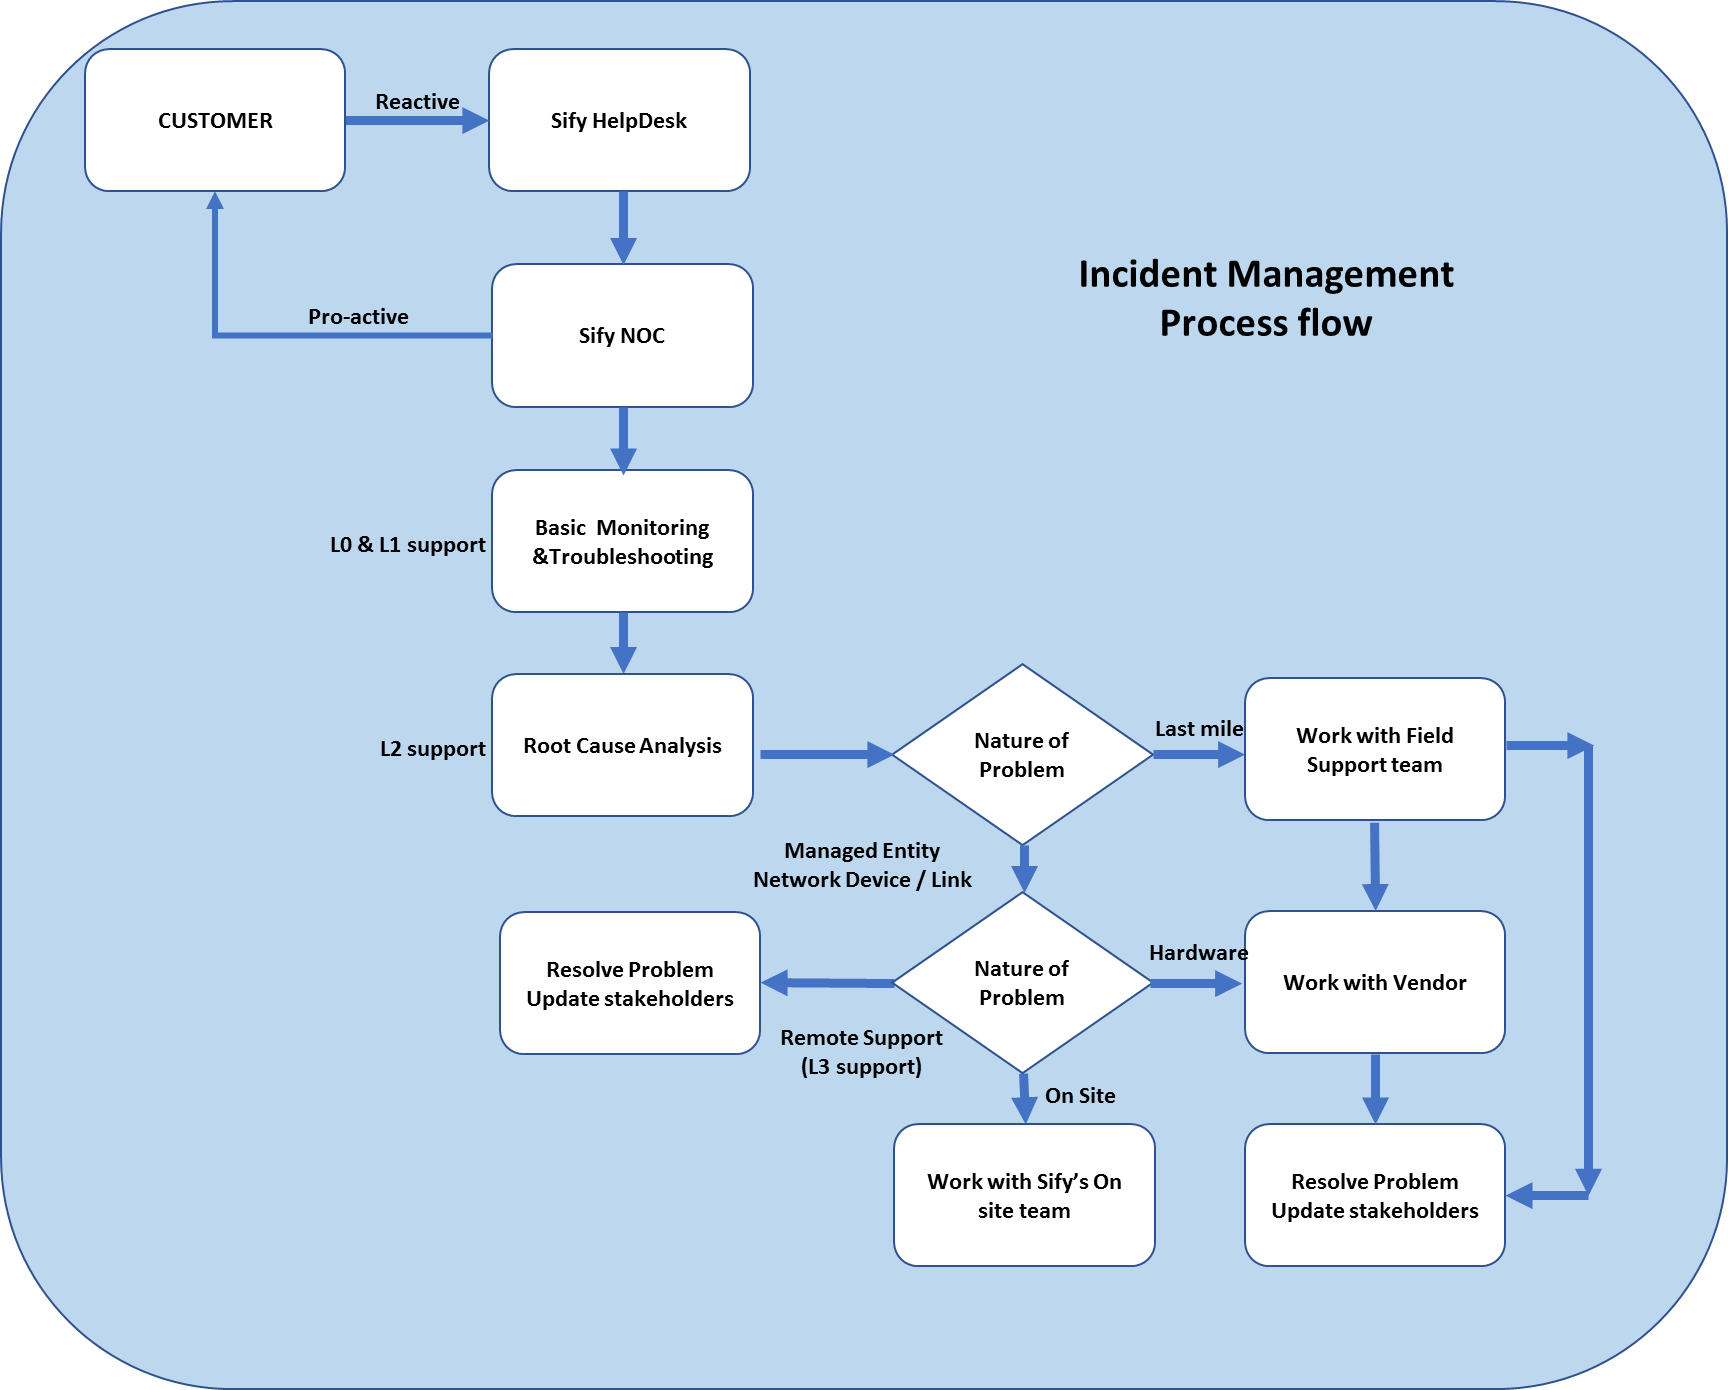 CUSTOMER
Reactive
Sify HelpDesk
Incident Management
Process flow
Pro-active
Sify NOC
L0 & L1 support
Basic  Monitoring
&Troubleshooting
L2 support
Root Cause Analysis
Nature of
Problem
Last mile
Work with Field
Support team
Managed Entity
Network Device / Link
Resolve Problem
Update stakeholders
Nature of
Problem
Hardware
Work with Vendor
Remote Support
(L3 support)
On Site
Work with Sify’s On
site team
Resolve Problem
Update stakeholders